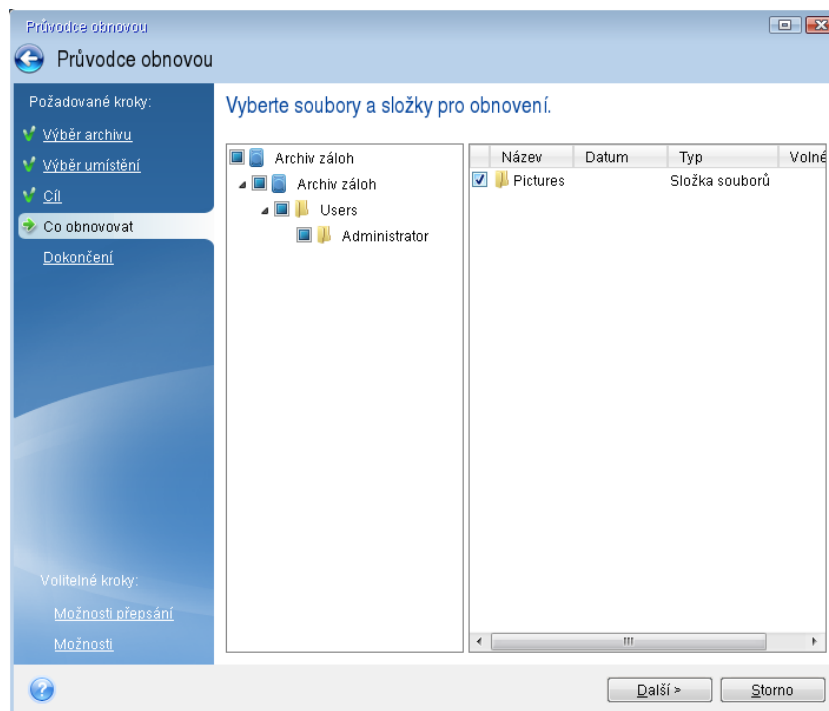 Průvodce obnovou
Průvodce obnovou
Požadované kroky:
Výběr archivu
Výběr umístění
Cíl
Co obnovovat
Dokončení
Volitelné kroky:
Možnosti přepsání
Možnosti
Vyberte soubory a složky pro obnovení.
Archiv záloh
Archiv záloh
Users
Administrator
Název Datum Typ Volné
Pictures Složka souborů
Další >
Storno